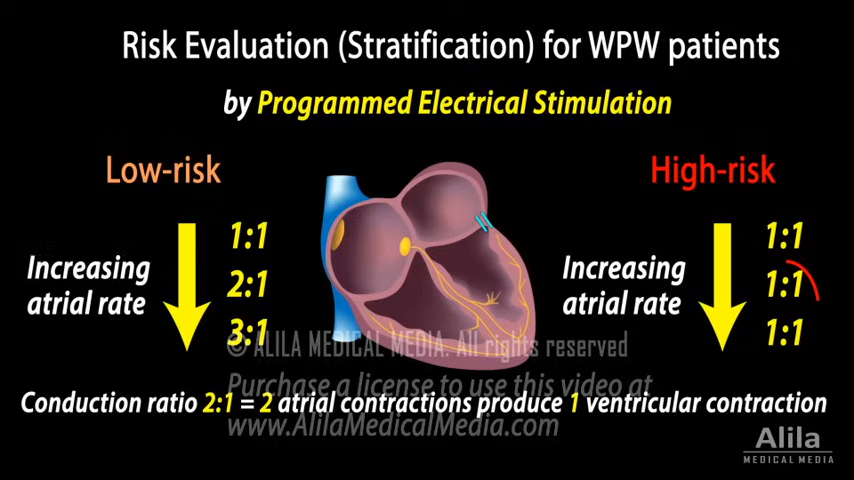 Risk Evaluation (Stratification) for WPW patients
by Programmed Electrical Stimulation
Low-risk
High-risk
Increasing
atrial rate
1:1
2:1
3:1
Increasing
atrial rate
1:1
1:1
1:1
© ALILA MEDICAL MEDIA. All rights reserved
Purchase a license to use this video at
Conduction ratio 2:1 = 2 atrial contractions produce 1 ventricular contraction
www.AlilaMedicalMedia.com
Alila
MEDICAL MEDIA